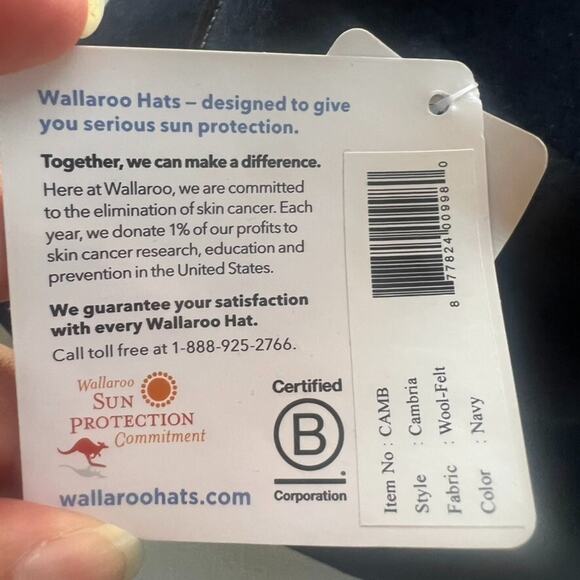 Wallaroo Hats – designed to give
you serious sun protection.
Together, we can make a difference.
Here at Wallaroo, we are committed
to the elimination of skin cancer. Each
year, we donate 1% of our profits to
skin cancer research, education and
prevention in the United States.
We guarantee your satisfaction
with every Wallaroo Hat.
Call toll free at 1-888-925-2766.
Wallaroo
SUN
PROTECTION
Commitment
wallaroohats.com
Certified
B
Corporation
8 77824 00998 0
Item No : CAMB
Style : Cambria
Fabric : Wool-Felt
Color : Navy